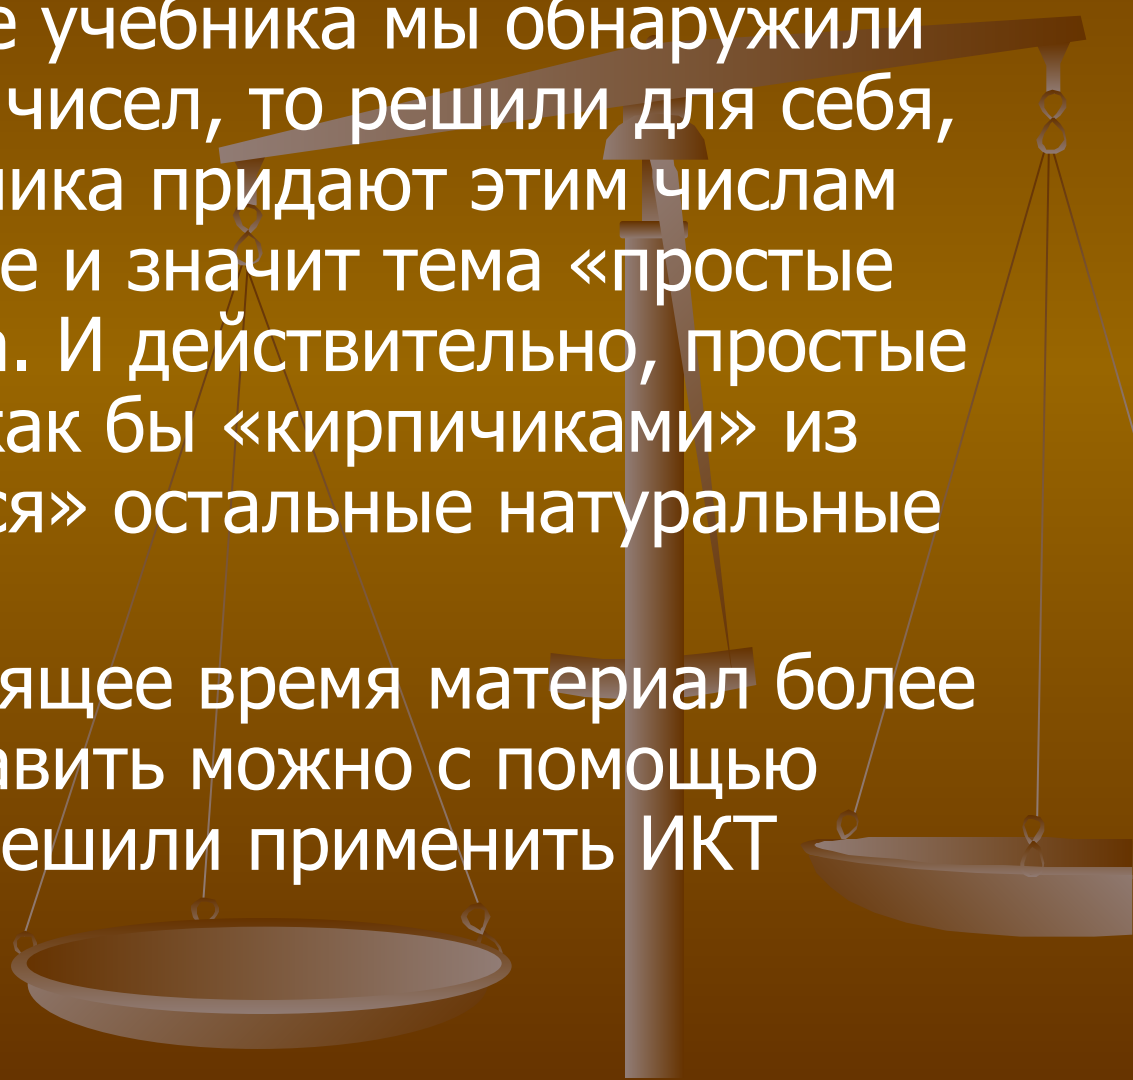 е учебника мы обнаружили
чисел, то решили для себя,
ника придают этим числам
е и значит тема «простые
а. И действительно, простые
как бы «кирпичиками» из
ся» остальные натуральные
ящее время материал более
авить можно с помощью
ешили применить ИКТ